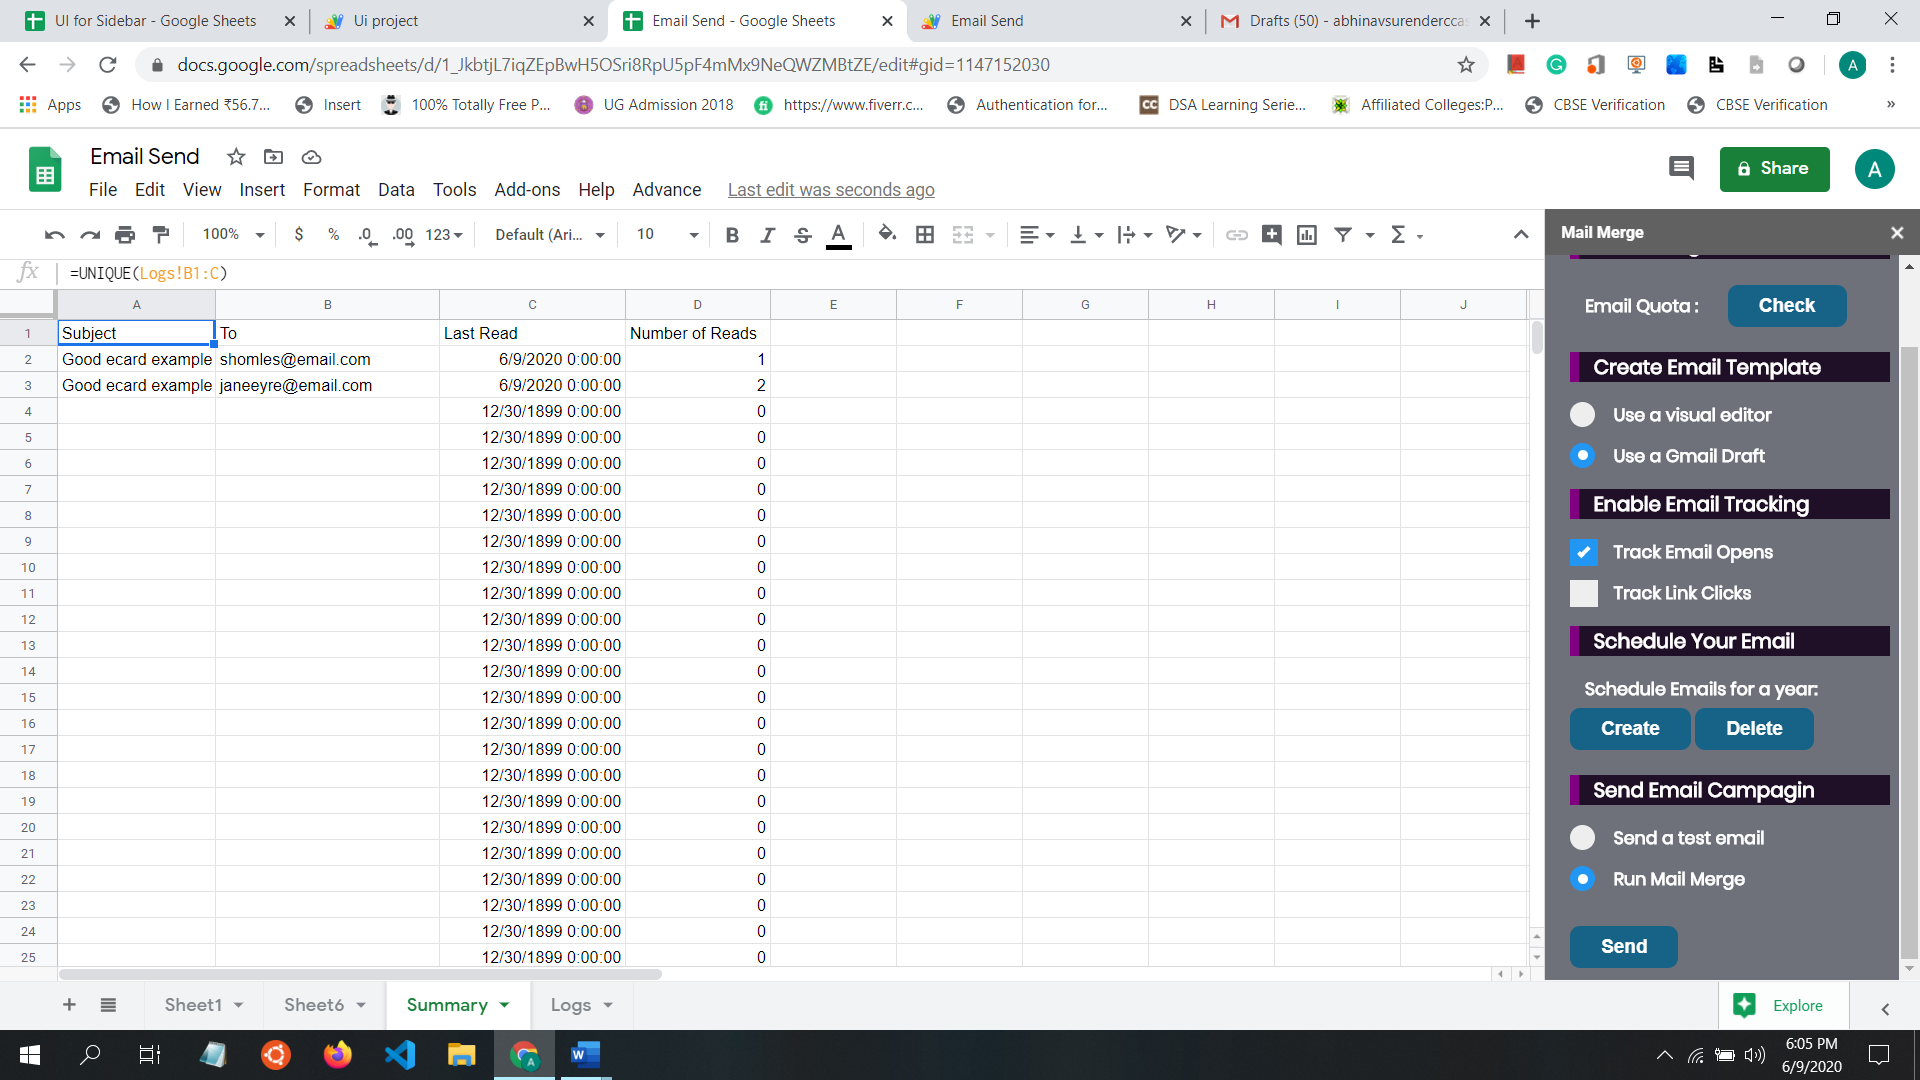 UI for Sidebar - Google Sheets
Ui project
Email Send - Google Sheets
Email Send
Drafts (50) - abhinavsurenderccas
docs.google.com/spreadsheets/d/1_JkbtjL7iqZEpBwH5OSri8RpU5pF4mMx9NeQWZMBtZE/edit#gid=1147152030
A
Apps
How I Earned ₹56.7...
Insert
100% Totally Free P...
UG Admission 2018
https://www.fiverr.c...
Authentication for...
CC DSA Learning Serie...
Affiliated Colleges:P...
CBSE Verification
CBSE Verification
»
Email Send
File Edit View Insert Format Data Tools Add-ons Help Advance Last edit was seconds ago
Share
A
100% $ % .0 .00 123 Default (Ari... 10 B I S A Σ
fx =UNIQUE(Logs!B1:C)
A B C D E F G H I J
1 Subject To Last Read Number of Reads
2 Good ecard example shomles@email.com 6/9/2020 0:00:00 1
3 Good ecard example janeeyre@email.com 6/9/2020 0:00:00 2
4 12/30/1899 0:00:00 0
5 12/30/1899 0:00:00 0
6 12/30/1899 0:00:00 0
7 12/30/1899 0:00:00 0
8 12/30/1899 0:00:00 0
9 12/30/1899 0:00:00 0
10 12/30/1899 0:00:00 0
11 12/30/1899 0:00:00 0
12 12/30/1899 0:00:00 0
13 12/30/1899 0:00:00 0
14 12/30/1899 0:00:00 0
15 12/30/1899 0:00:00 0
16 12/30/1899 0:00:00 0
17 12/30/1899 0:00:00 0
18 12/30/1899 0:00:00 0
19 12/30/1899 0:00:00 0
20 12/30/1899 0:00:00 0
21 12/30/1899 0:00:00 0
22 12/30/1899 0:00:00 0
23 12/30/1899 0:00:00 0
24 12/30/1899 0:00:00 0
25 12/30/1899 0:00:00 0
Mail Merge
Email Quota : Check
Create Email Template
Use a visual editor
Use a Gmail Draft
Enable Email Tracking
Track Email Opens
Track Link Clicks
Schedule Your Email
Schedule Emails for a year:
Create Delete
Send Email Campagin
Send a test email
Run Mail Merge
Send
Sheet1 Sheet6 Summary Logs
Explore
6:05 PM
6/9/2020